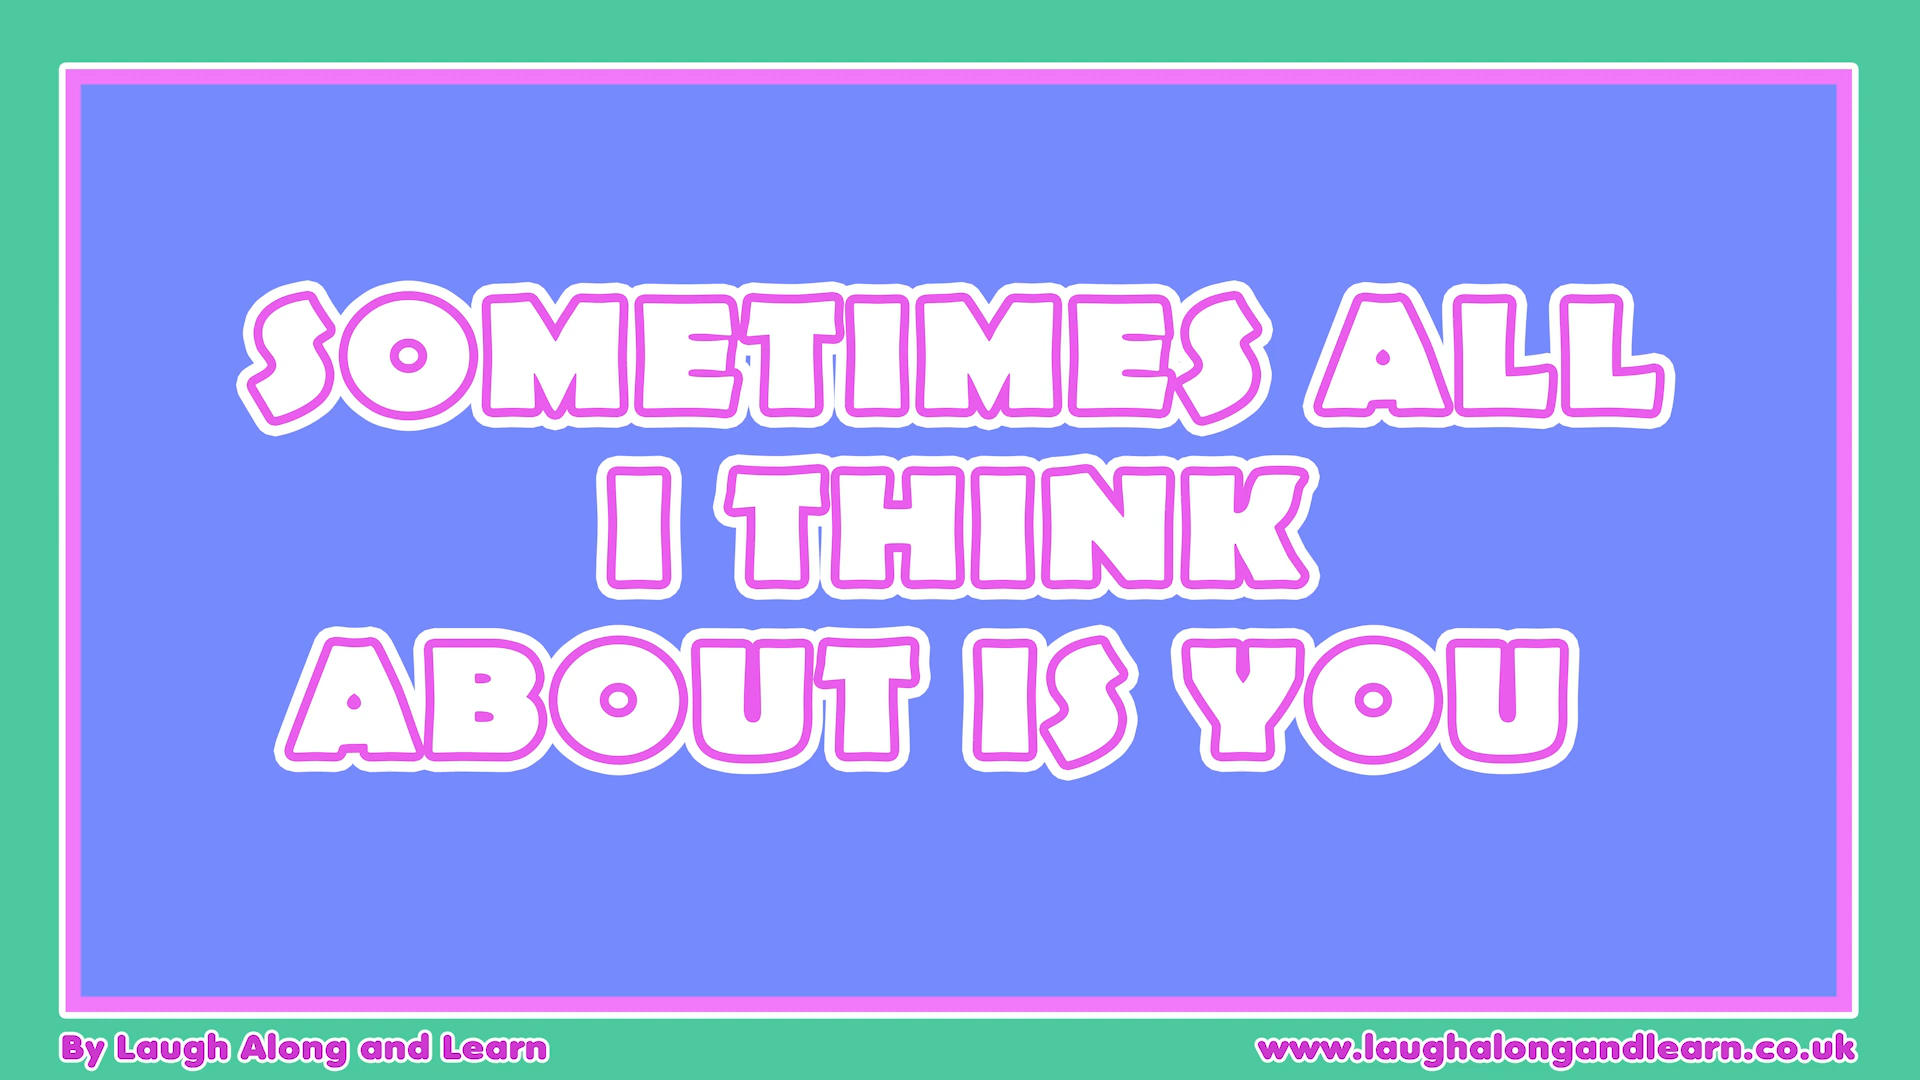 SOMETIMES ALL
I THINK
ABOUT IS YOU
By Laugh Along and Learn
www.laughalongandlearn.co.uk